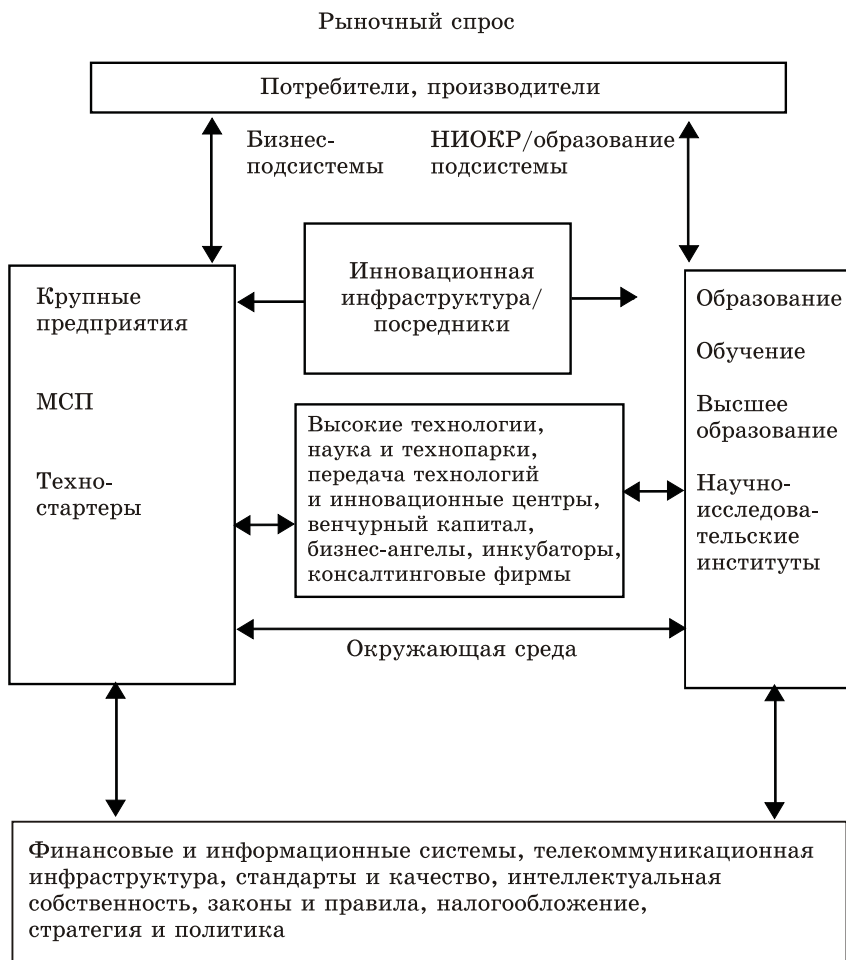 Рыночный спрос
Потребители, производители
Бизнес-
подсистемы
НИОКР/образование
подсистемы
Инновационная
инфраструктура/
посредники
Крупные
предприятия
МСП
Техно-
стартеры
Высокие технологии,
наука и технопарки,
передача технологий
и инновационные центры,
венчурный капитал,
бизнес-ангелы, инкубаторы,
консалтинговые фирмы
Образование
Обучение
Высшее
образование
Научно-
исследова-
тельские
институты
Окружающая среда
Финансовые и информационные системы, телекоммуникационная
инфраструктура, стандарты и качество, интеллектуальная
собственность, законы и правила, налогообложение,
стратегия и политика